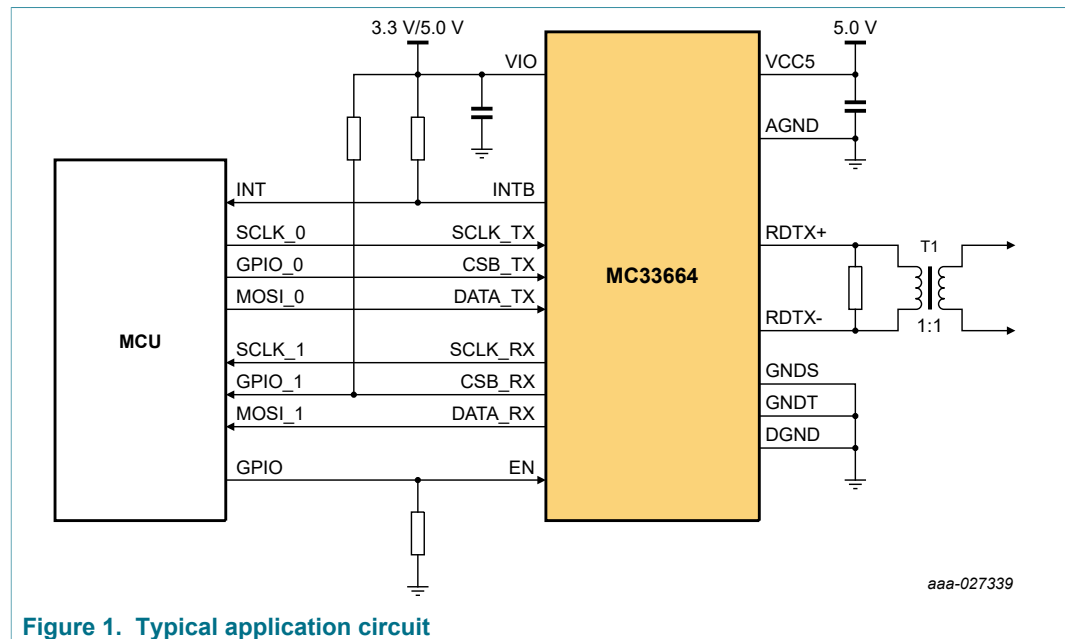 3.3 V/5.0 V
5.0 V
VIO
VCC5
AGND
INT
INTB
SCLK_0
SCLK_TX
RDTX+
T1
GPIO_0
CSB_TX
MC33664
MOSI_0
DATA_TX
RDTX-
1:1
MCU
SCLK_1
SCLK_RX
GNDS
GPIO_1
CSB_RX
GNDT
MOSI_1
DATA_RX
DGND
GPIO
EN
aaa-027339
Figure 1. Typical application circuit